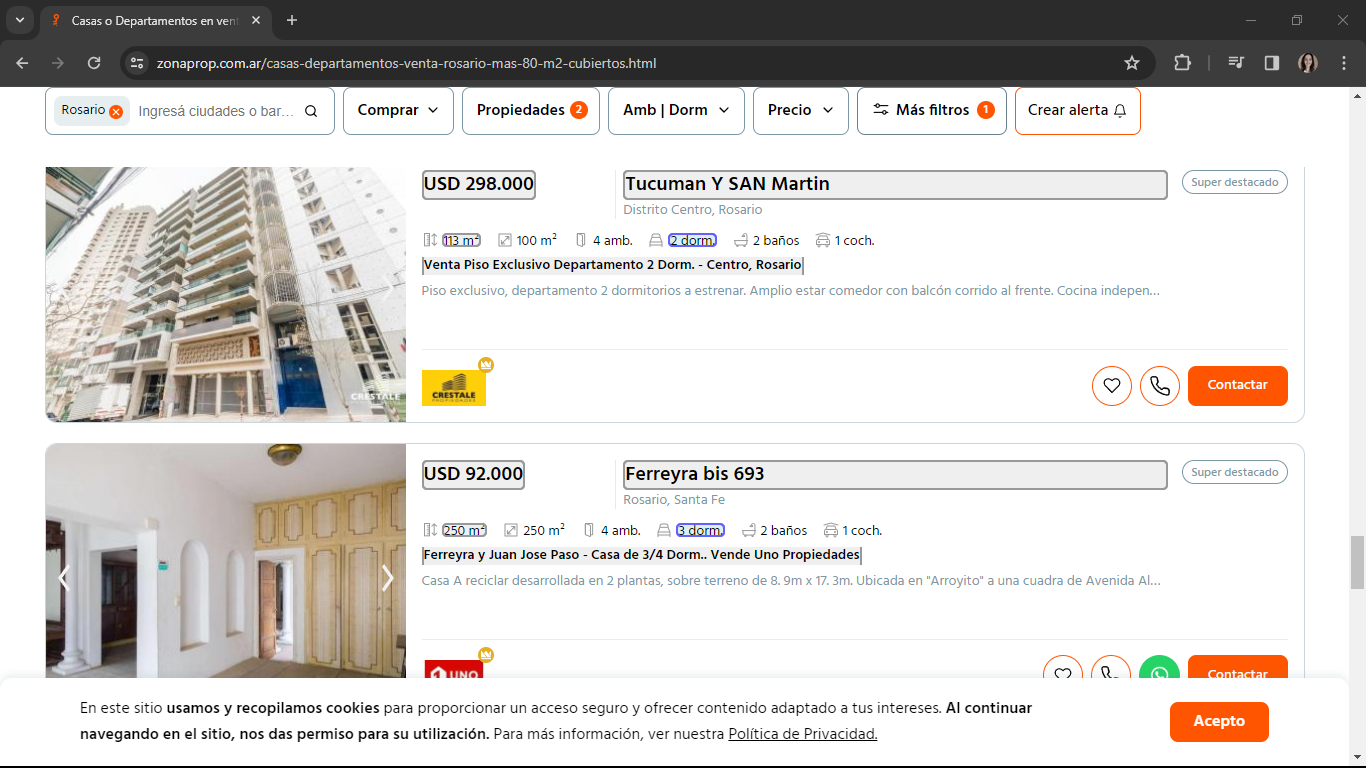 Casas o Departamentos en ven
zonaprop.com.ar/casas-departamentos-venta-rosario-mas-80-m2-cubiertos.html
Rosario
Ingresá ciudades o bar...
Comprar
Propiedades 2
Amb | Dorm
Precio
Más filtros 1
Crear alerta
USD 298.000
Tucuman Y SAN Martin
Super destacado
Distrito Centro, Rosario
113 m² 100 m² 4 amb. 2 dorm. 2 baños 1 coch.
Venta Piso Exclusivo Departamento 2 Dorm. - Centro, Rosario
Piso exclusivo, departamento 2 dormitorios a estrenar. Amplio estar comedor con balcón corrido al frente. Cocina indepen...
CRESTALE
CRESTALE
PROPIEDADES
Contactar
USD 92.000
Ferreyra bis 693
Super destacado
Rosario, Santa Fe
250 m² 250 m² 4 amb. 3 dorm. 2 baños 1 coch.
Ferreyra y Juan Jose Paso - Casa de 3/4 Dorm.. Vende Uno Propiedades
Casa A reciclar desarrollada en 2 plantas, sobre terreno de 8. 9m x 17. 3m. Ubicada en "Arroyito" a una cuadra de Avenida Al...
UNO
Contactar
En este sitio usamos y recopilamos cookies para proporcionar un acceso seguro y ofrecer contenido adaptado a tus intereses. Al continuar
navegando en el sitio, nos das permiso para su utilización. Para más información, ver nuestra Política de Privacidad.
Acepto